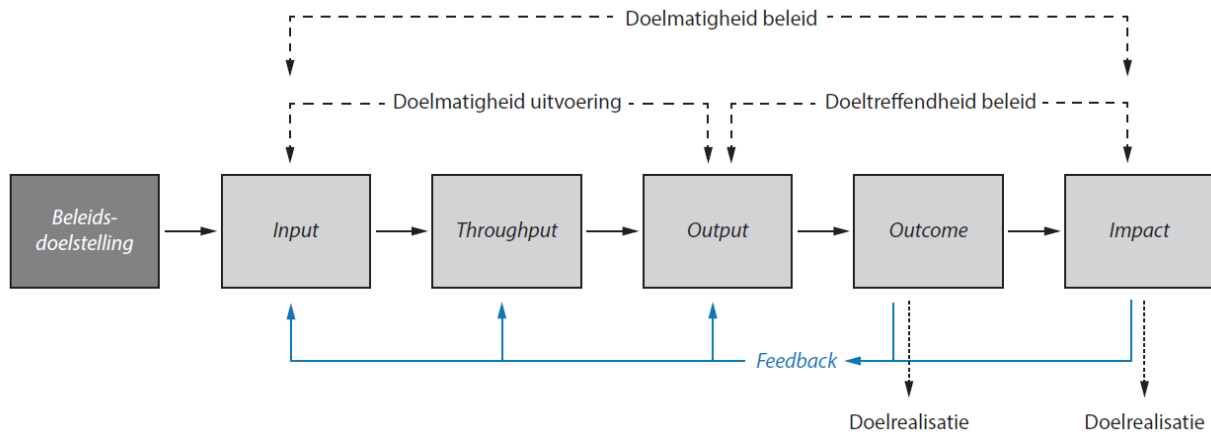 Doelmatigheid beleid
Doelmatigheid uitvoering
Doeltreffendheid beleid
Beleids-
doelstelling
Input
Throughput
Output
Outcome
Impact
Feedback
Doelrealisatie
Doelrealisatie